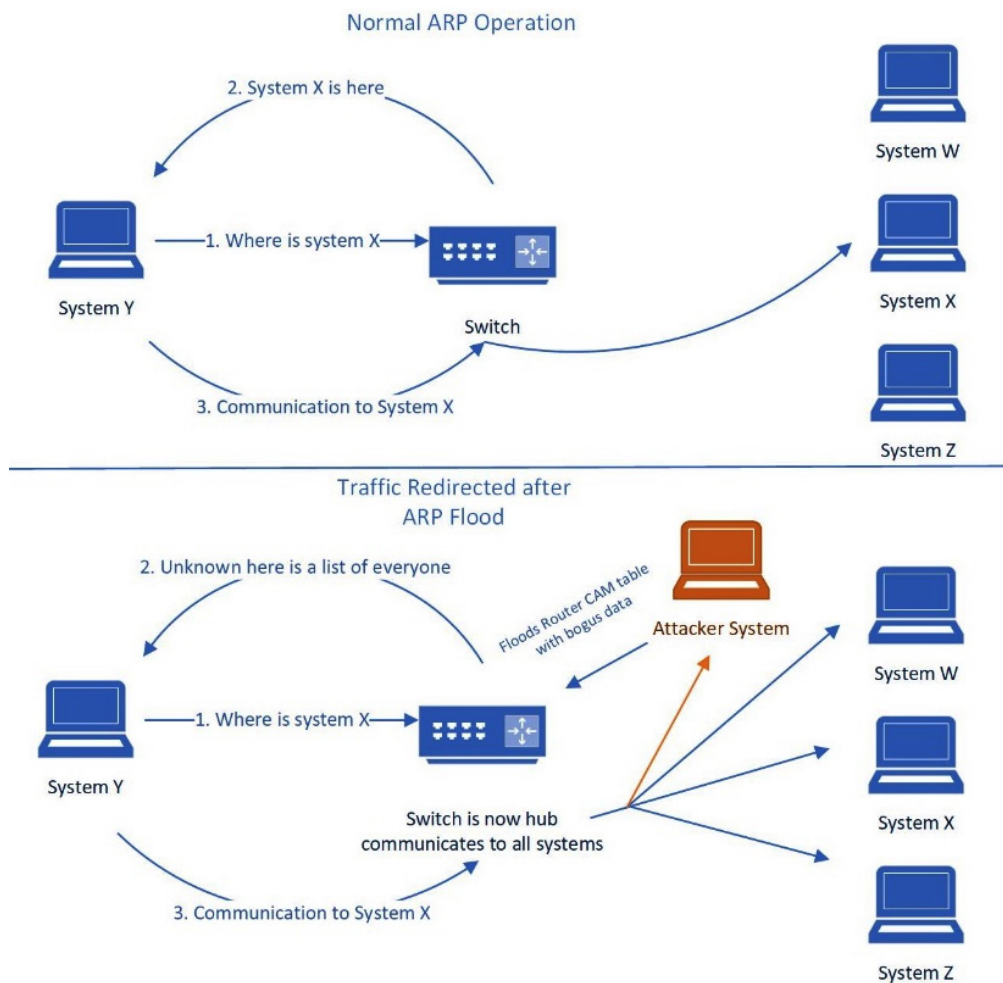 Normal ARP Operation
2. System X is here
System W
1. Where is system X
System Y
System X
Switch
3. Communication to System X
System Z
Traffic Redirected after
ARP Flood
2. Unknown here is a list of everyone
Floods Router CAM table
with bogus data
Attacker System
System W
1. Where is system X
System Y
Switch is now hub
communicates to all systems
System X
3. Communication to System X
System Z